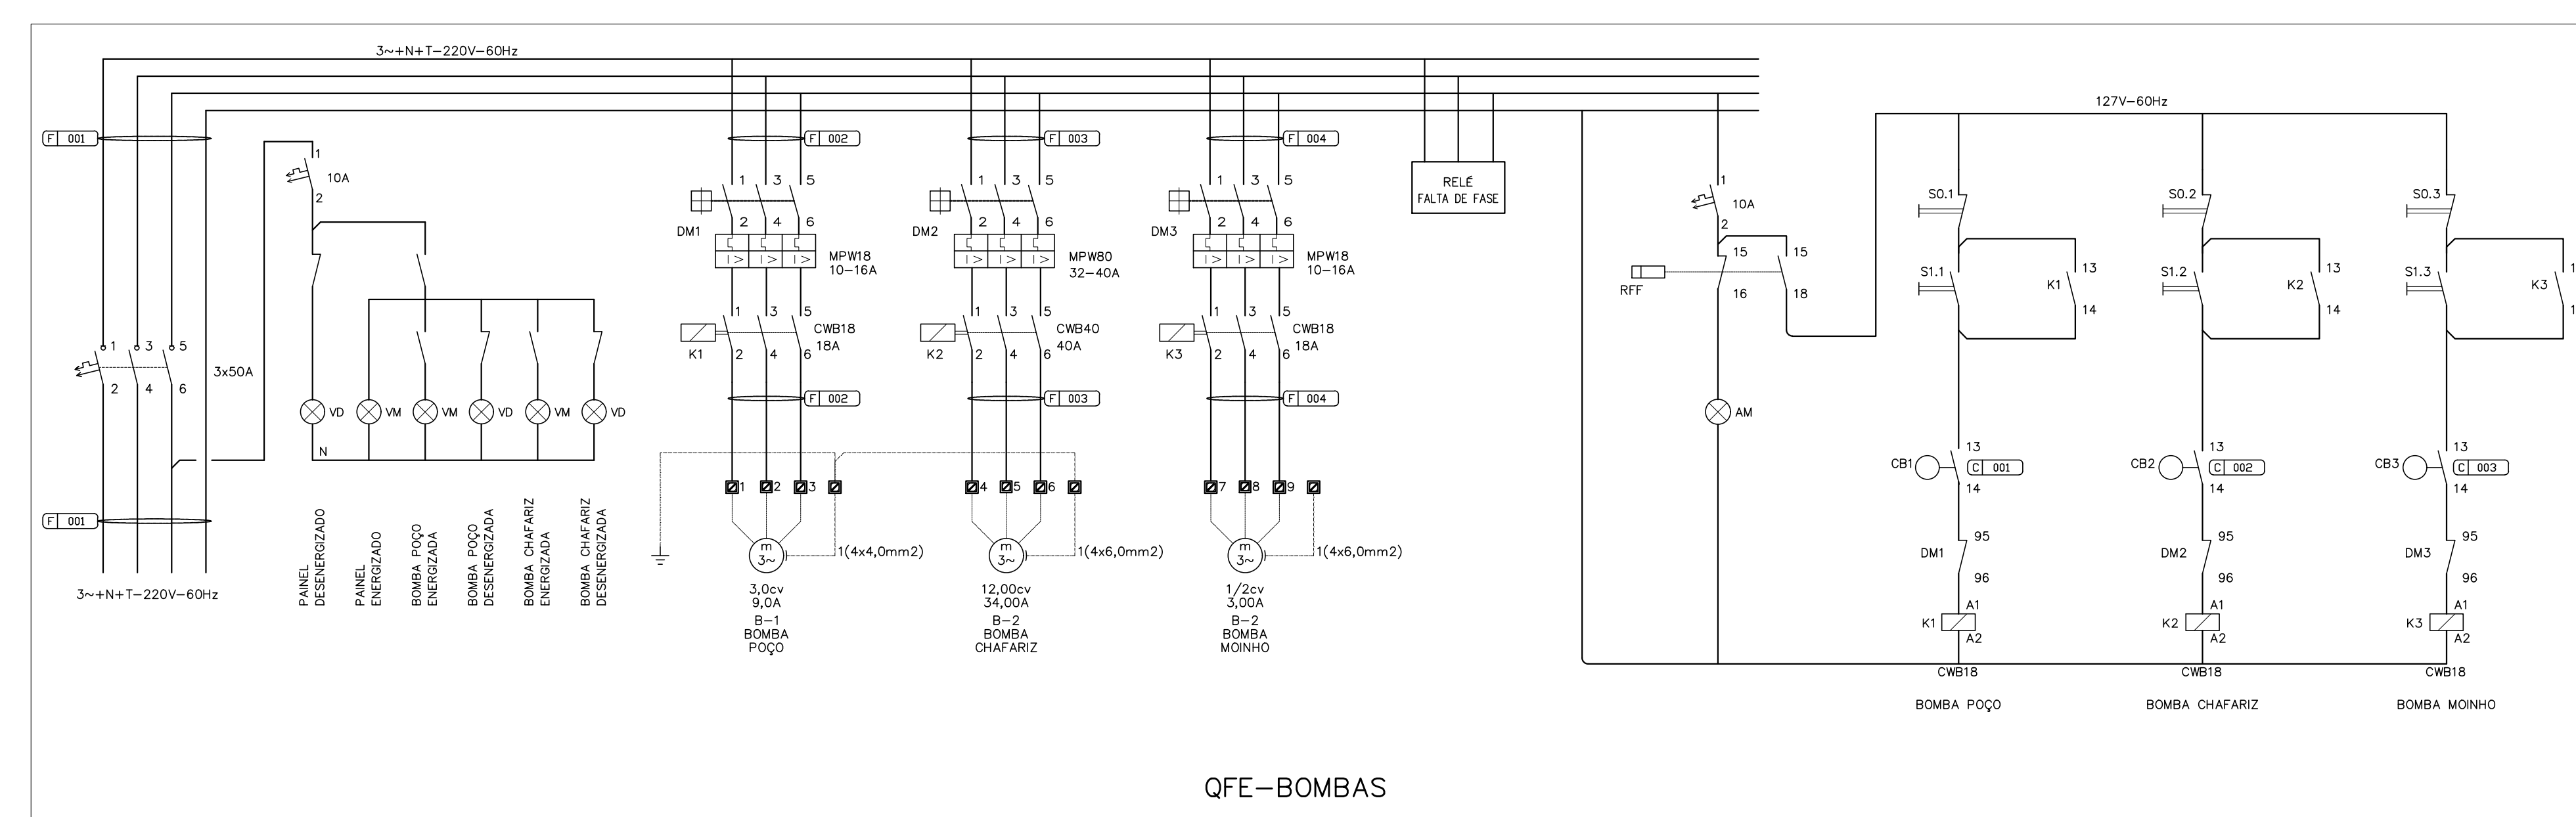 3~+N+T-220V-60Hz
F 001
1
10A
2
1 3 5
2 4 6
3x50A
VD
VM
VM
VD
VM
VD
N
F 001
3~+N+T-220V-60Hz
PAINEL
DESENERGIZADO
PAINEL
ENERGIZADO
BOMBA POÇO
ENERGIZADA
BOMBA POÇO
DESENERGIZADA
BOMBA CHAFARIZ
ENERGIZADA
BOMBA CHAFARIZ
DESENERGIZADA
F 002
1 3 5
2 4 6
DM1
I> I> I>
MPW18
10-16A
1 3 5
K1
2 4 6
CWB18
18A
F 002
1 2 3
m
3~
1(4x4,0mm2)
3,0cv
9,0A
B-1
BOMBA
POÇO
F 003
1 3 5
2 4 6
DM2
I> I> I>
MPW80
32-40A
1 3 5
K2
2 4 6
CWB40
40A
F 003
4 5 6
m
3~
1(4x6,0mm2)
12,00cv
34,00A
B-2
BOMBA
CHAFARIZ
F 004
1 3 5
2 4 6
DM3
I> I> I>
MPW18
10-16A
1 3 5
K3
2 4 6
CWB18
18A
F 004
7 8 9
m
3~
1(4x6,0mm2)
1/2cv
3,00A
B-2
BOMBA
MOINHO
RELÉ
FALTA DE FASE
1
10A
2
15 15
RFF
16 18
AM
127V-60Hz
S0.1
S1.1
K1
13
14
CB1
13
C 001
14
95
DM1
96
A1
K1
A2
CWB18
BOMBA POÇO
S0.2
S1.2
K2
13
14
CB2
13
C 002
14
95
DM2
96
A1
K2
A2
CWB18
BOMBA CHAFARIZ
S0.3
S1.3
K3
CB3
13
C 003
14
95
DM3
96
A1
K3
A2
CWB18
BOMBA MOINHO
QFE-BOMBAS